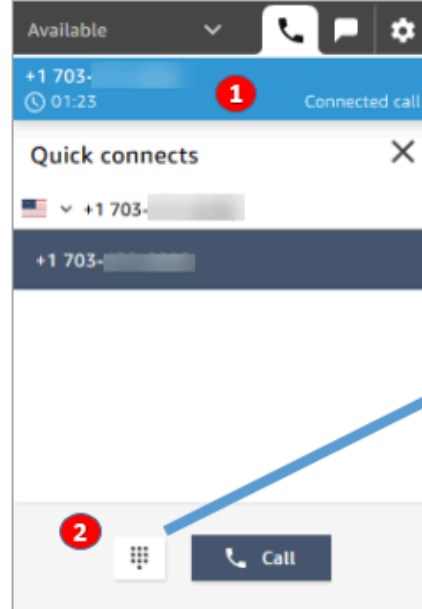 Available
+1 703-
01:23
1
Connected call
Quick connects
+1 703-
+1 703-
2
Call